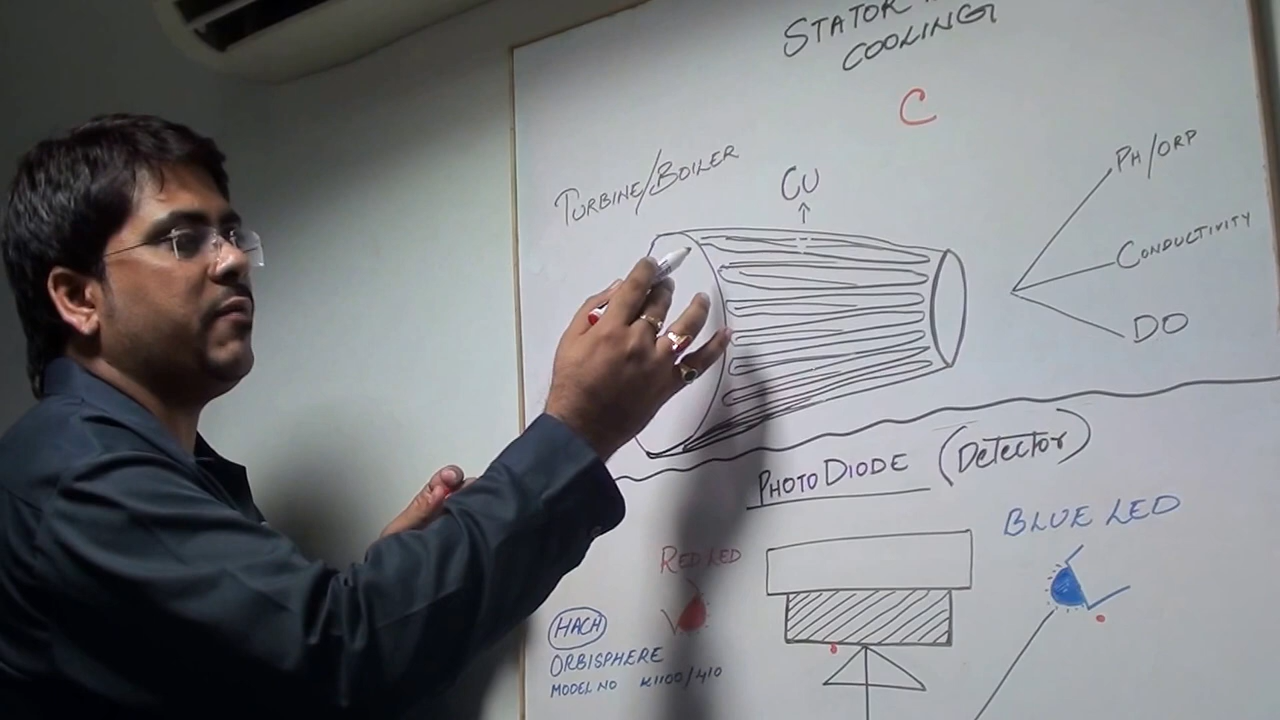 STATOR
COOLING
C
TURBINE/BOILER
CU
PH/ORP
CONDUCTIVITY
DO
PHOTO DIODE (Detector)
BLUE LED
RED LED
HACH
ORBISPHERE
MODEL NO K1100/410